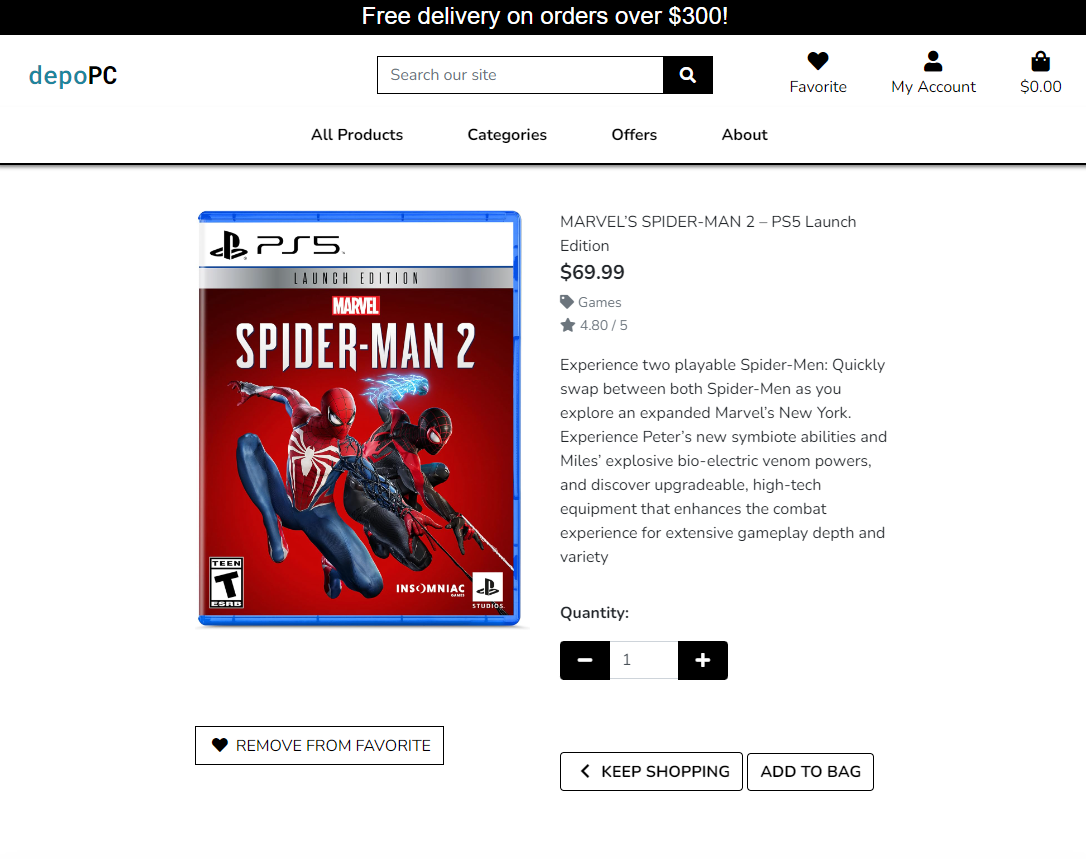 Free delivery on orders over $300!
depoPC
Search our site
Favorite
My Account
$0.00
All Products
Categories
Offers
About
PS5
LAUNCH EDITION
MARVEL
SPIDER-MAN 2
TEEN
T
ESRB
INSOMNIAC
GAMES
STUDIOS
REMOVE FROM FAVORITE
MARVEL’S SPIDER-MAN 2 – PS5 Launch
Edition
$69.99
Games
4.80 / 5
Experience two playable Spider-Men: Quickly
swap between both Spider-Men as you
explore an expanded Marvel’s New York.
Experience Peter’s new symbiote abilities and
Miles’ explosive bio-electric venom powers,
and discover upgradeable, high-tech
equipment that enhances the combat
experience for extensive gameplay depth and
variety
Quantity:
1
KEEP SHOPPING
ADD TO BAG